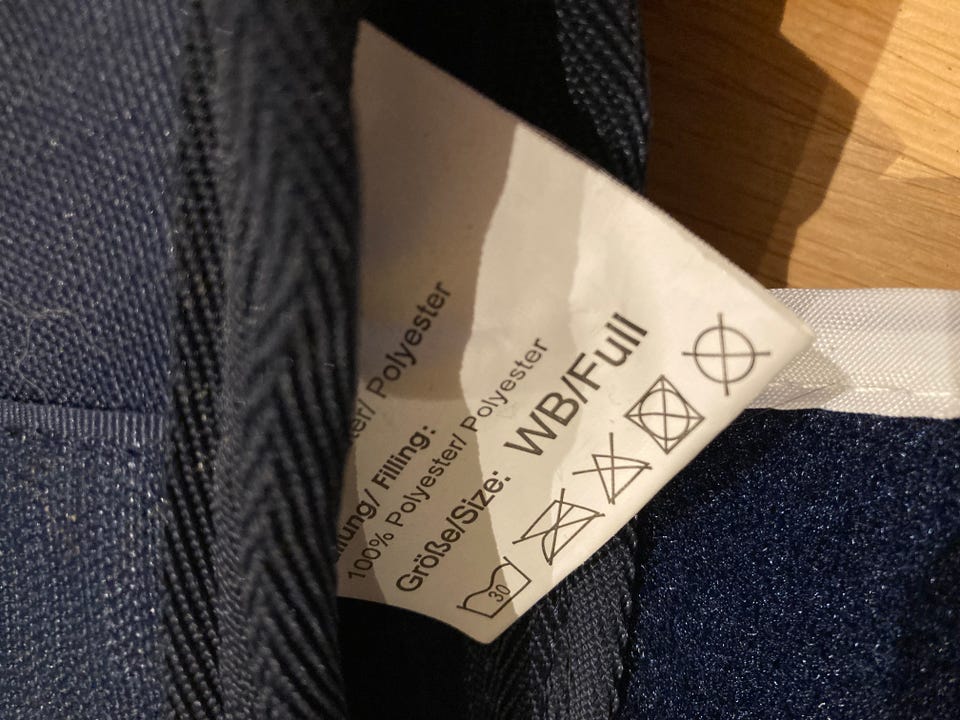 ter/ Polyester
llung/ Filling:
100% Polyester/ Polyester
Größe/Size: WB/Full
30